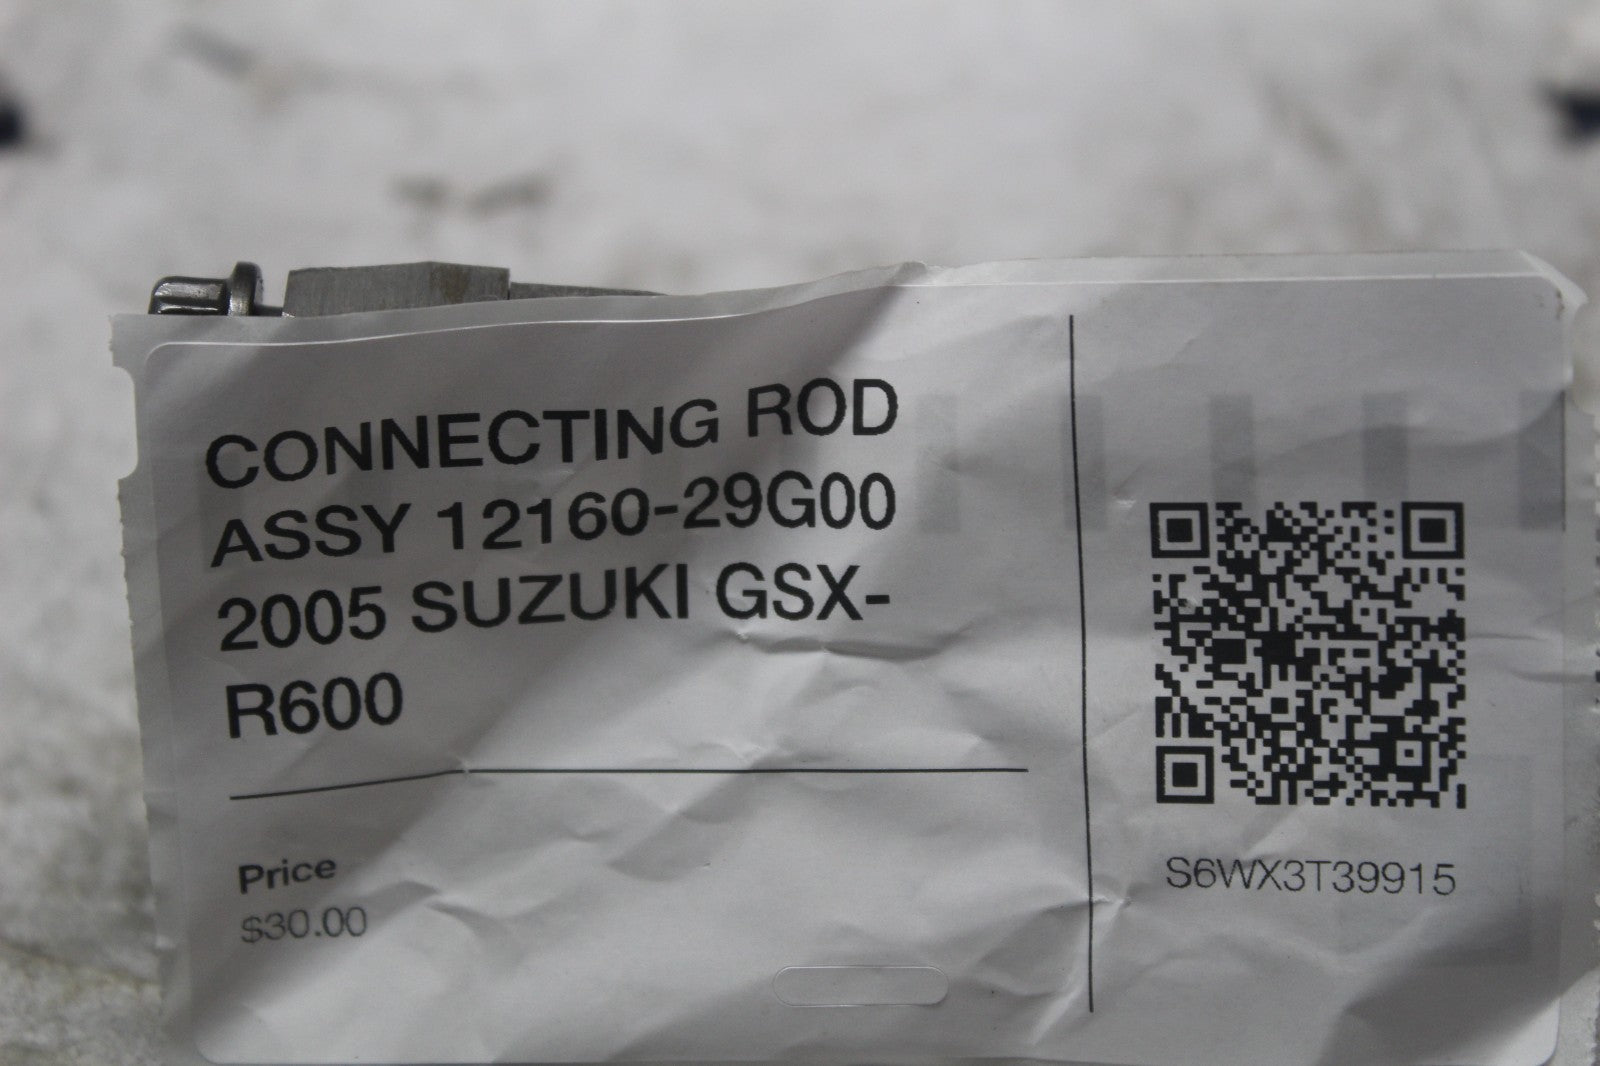 CONNECTING ROD
ASSY 12160-29G00
2005 SUZUKI GSX-
R600
Price
$30.00
S6WX3T39915